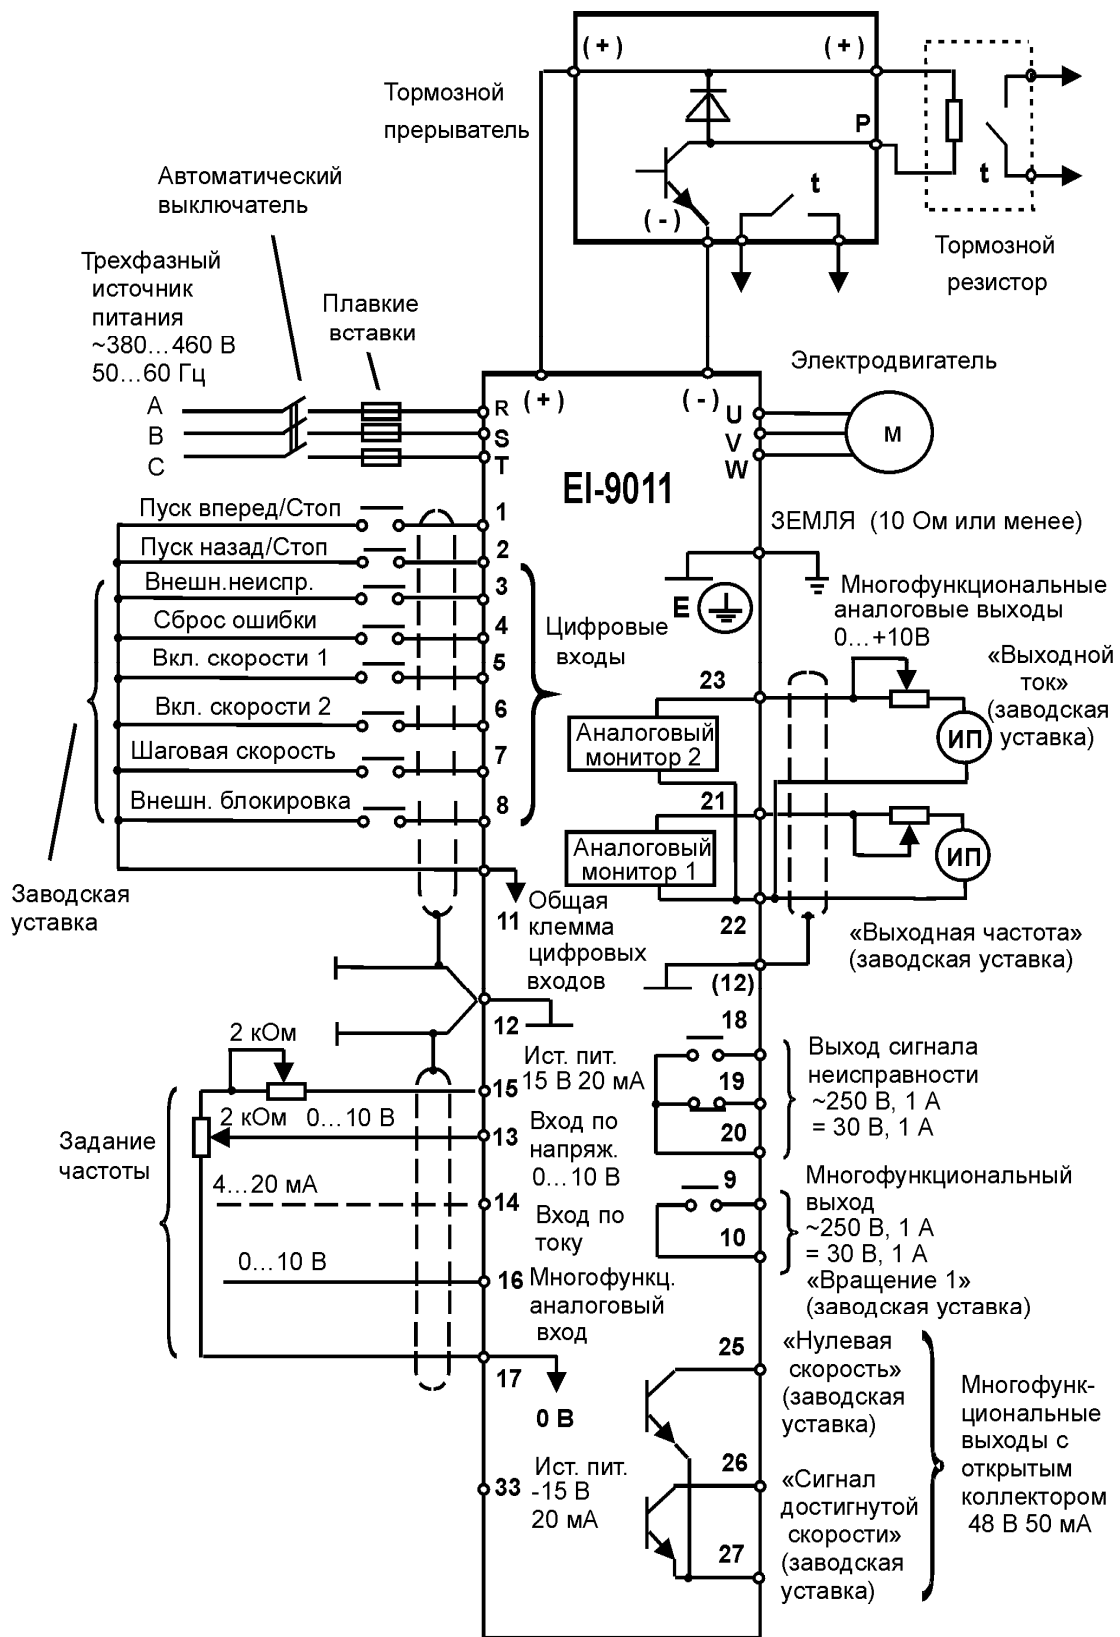 ( + )
( + )
Тормозной
прерыватель
P
t
t
( - )
Тормозной
резистор
Автоматический
выключатель
Трехфазный
источник
питания
~380…460 В
50…60 Гц
Плавкие
вставки
Электродвигатель
A
B
C
R
S
T
( + )
( - )
U
V
W
М
EI-9011
Пуск вперед/Стоп
1
Пуск назад/Стоп
2
Внешн.неиспр.
3
Сброс ошибки
4
Вкл. скорости 1
5
Вкл. скорости 2
6
Шаговая скорость
7
Внешн. блокировка
8
Цифровые
входы
Заводская
уставка
11
Общая
клемма
цифровых
входов
ЗЕМЛЯ (10 Ом или менее)
E
Многофункциональные
аналоговые выходы
0…+10В
«Выходной
ток»
(заводская
уставка)
23
Аналоговый
монитор 2
ИП
21
Аналоговый
монитор 1
ИП
22
«Выходная частота»
(заводская уставка)
(12)
12
2 кОм
15
Ист. пит.
15 В 20 мА
2 кОм
0…10 В
13
Вход по
напряж.
0…10 В
Задание
частоты
4…20 мА
14
Вход по
току
0…10 В
16
Многофункц.
аналоговый
вход
17
0 В
33
Ист. пит.
-15 В
20 мА
18
19
20
Выход сигнала
неисправности
~250 В, 1 А
= 30 В, 1 А
9
10
Многофункциональный
выход
~250 В, 1 А
= 30 В, 1 А
«Вращение 1»
(заводская уставка)
25
«Нулевая
скорость»
(заводская
уставка)
26
«Сигнал
достигнутой
скорости»
(заводская
уставка)
27
Многофунк-
циональные
выходы с
открытым
коллектором
48 В 50 мА